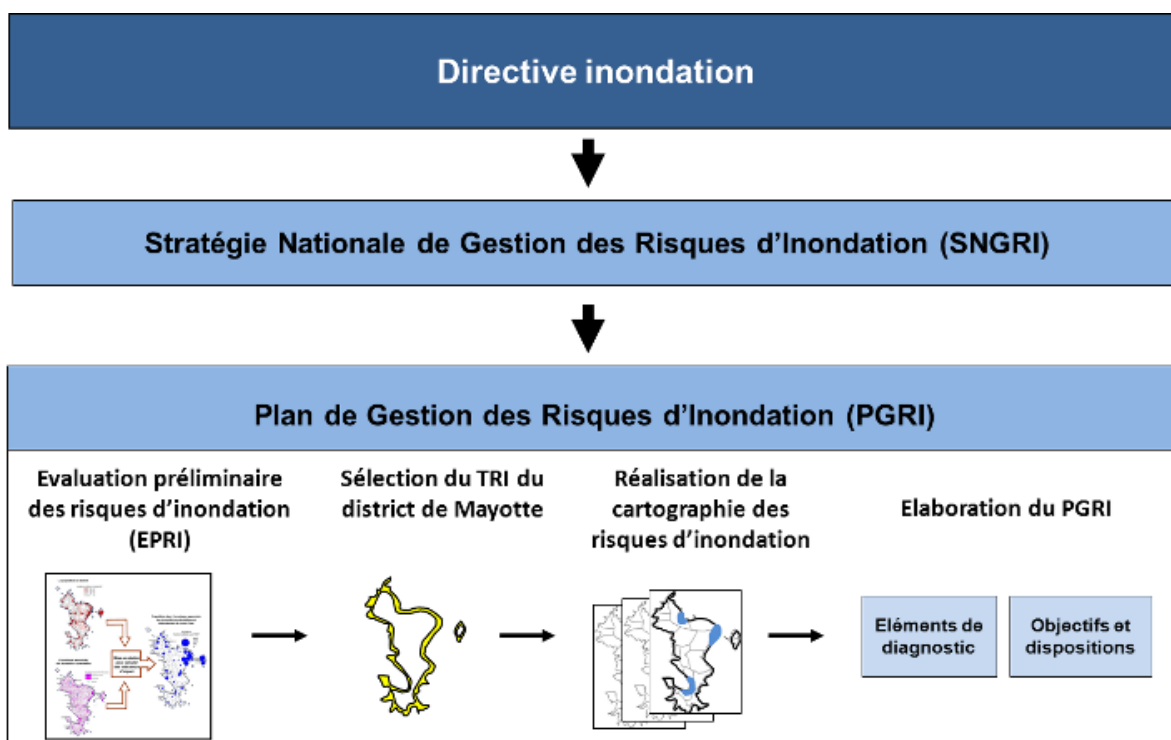 Directive inondation
Stratégie Nationale de Gestion des Risques d'Inondation (SNGRI)
Plan de Gestion des Risques d'Inondation (PGRI)
Evaluation préliminaire
des risques d'inondation
(EPRI)
Sélection du TRI du
district de Mayotte
Réalisation de la
cartographie des
risques d'inondation
Elaboration du PGRI
Eléments de
diagnostic
Objectifs et
dispositions